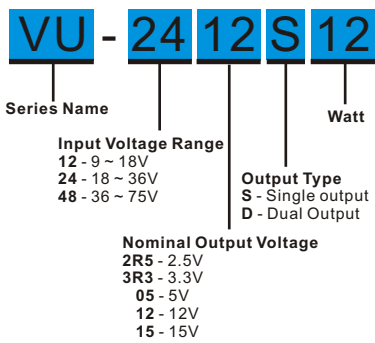 VU - 24 12 S 12
Series Name
Watt
Input Voltage Range
12 - 9 ~ 18V
24 - 18 ~ 36V
48 - 36 ~ 75V
Output Type
S - Single output
D - Dual Output
Nominal Output Voltage
2R5 - 2.5V
3R3 - 3.3V
05 - 5V
12 - 12V
15 - 15V